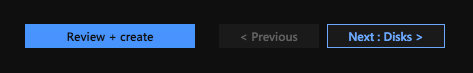 Review + create
< Previous
Next : Disks >